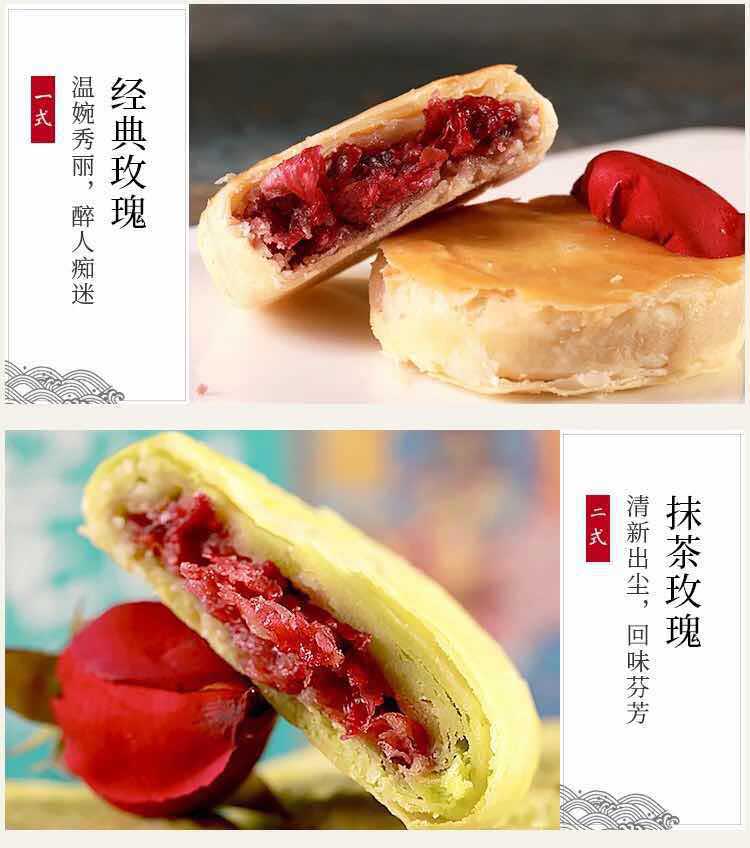 经典玫瑰
温婉秀丽，醉人痴迷
一式
抹茶玫瑰
清新出尘，回味芬芳
二式